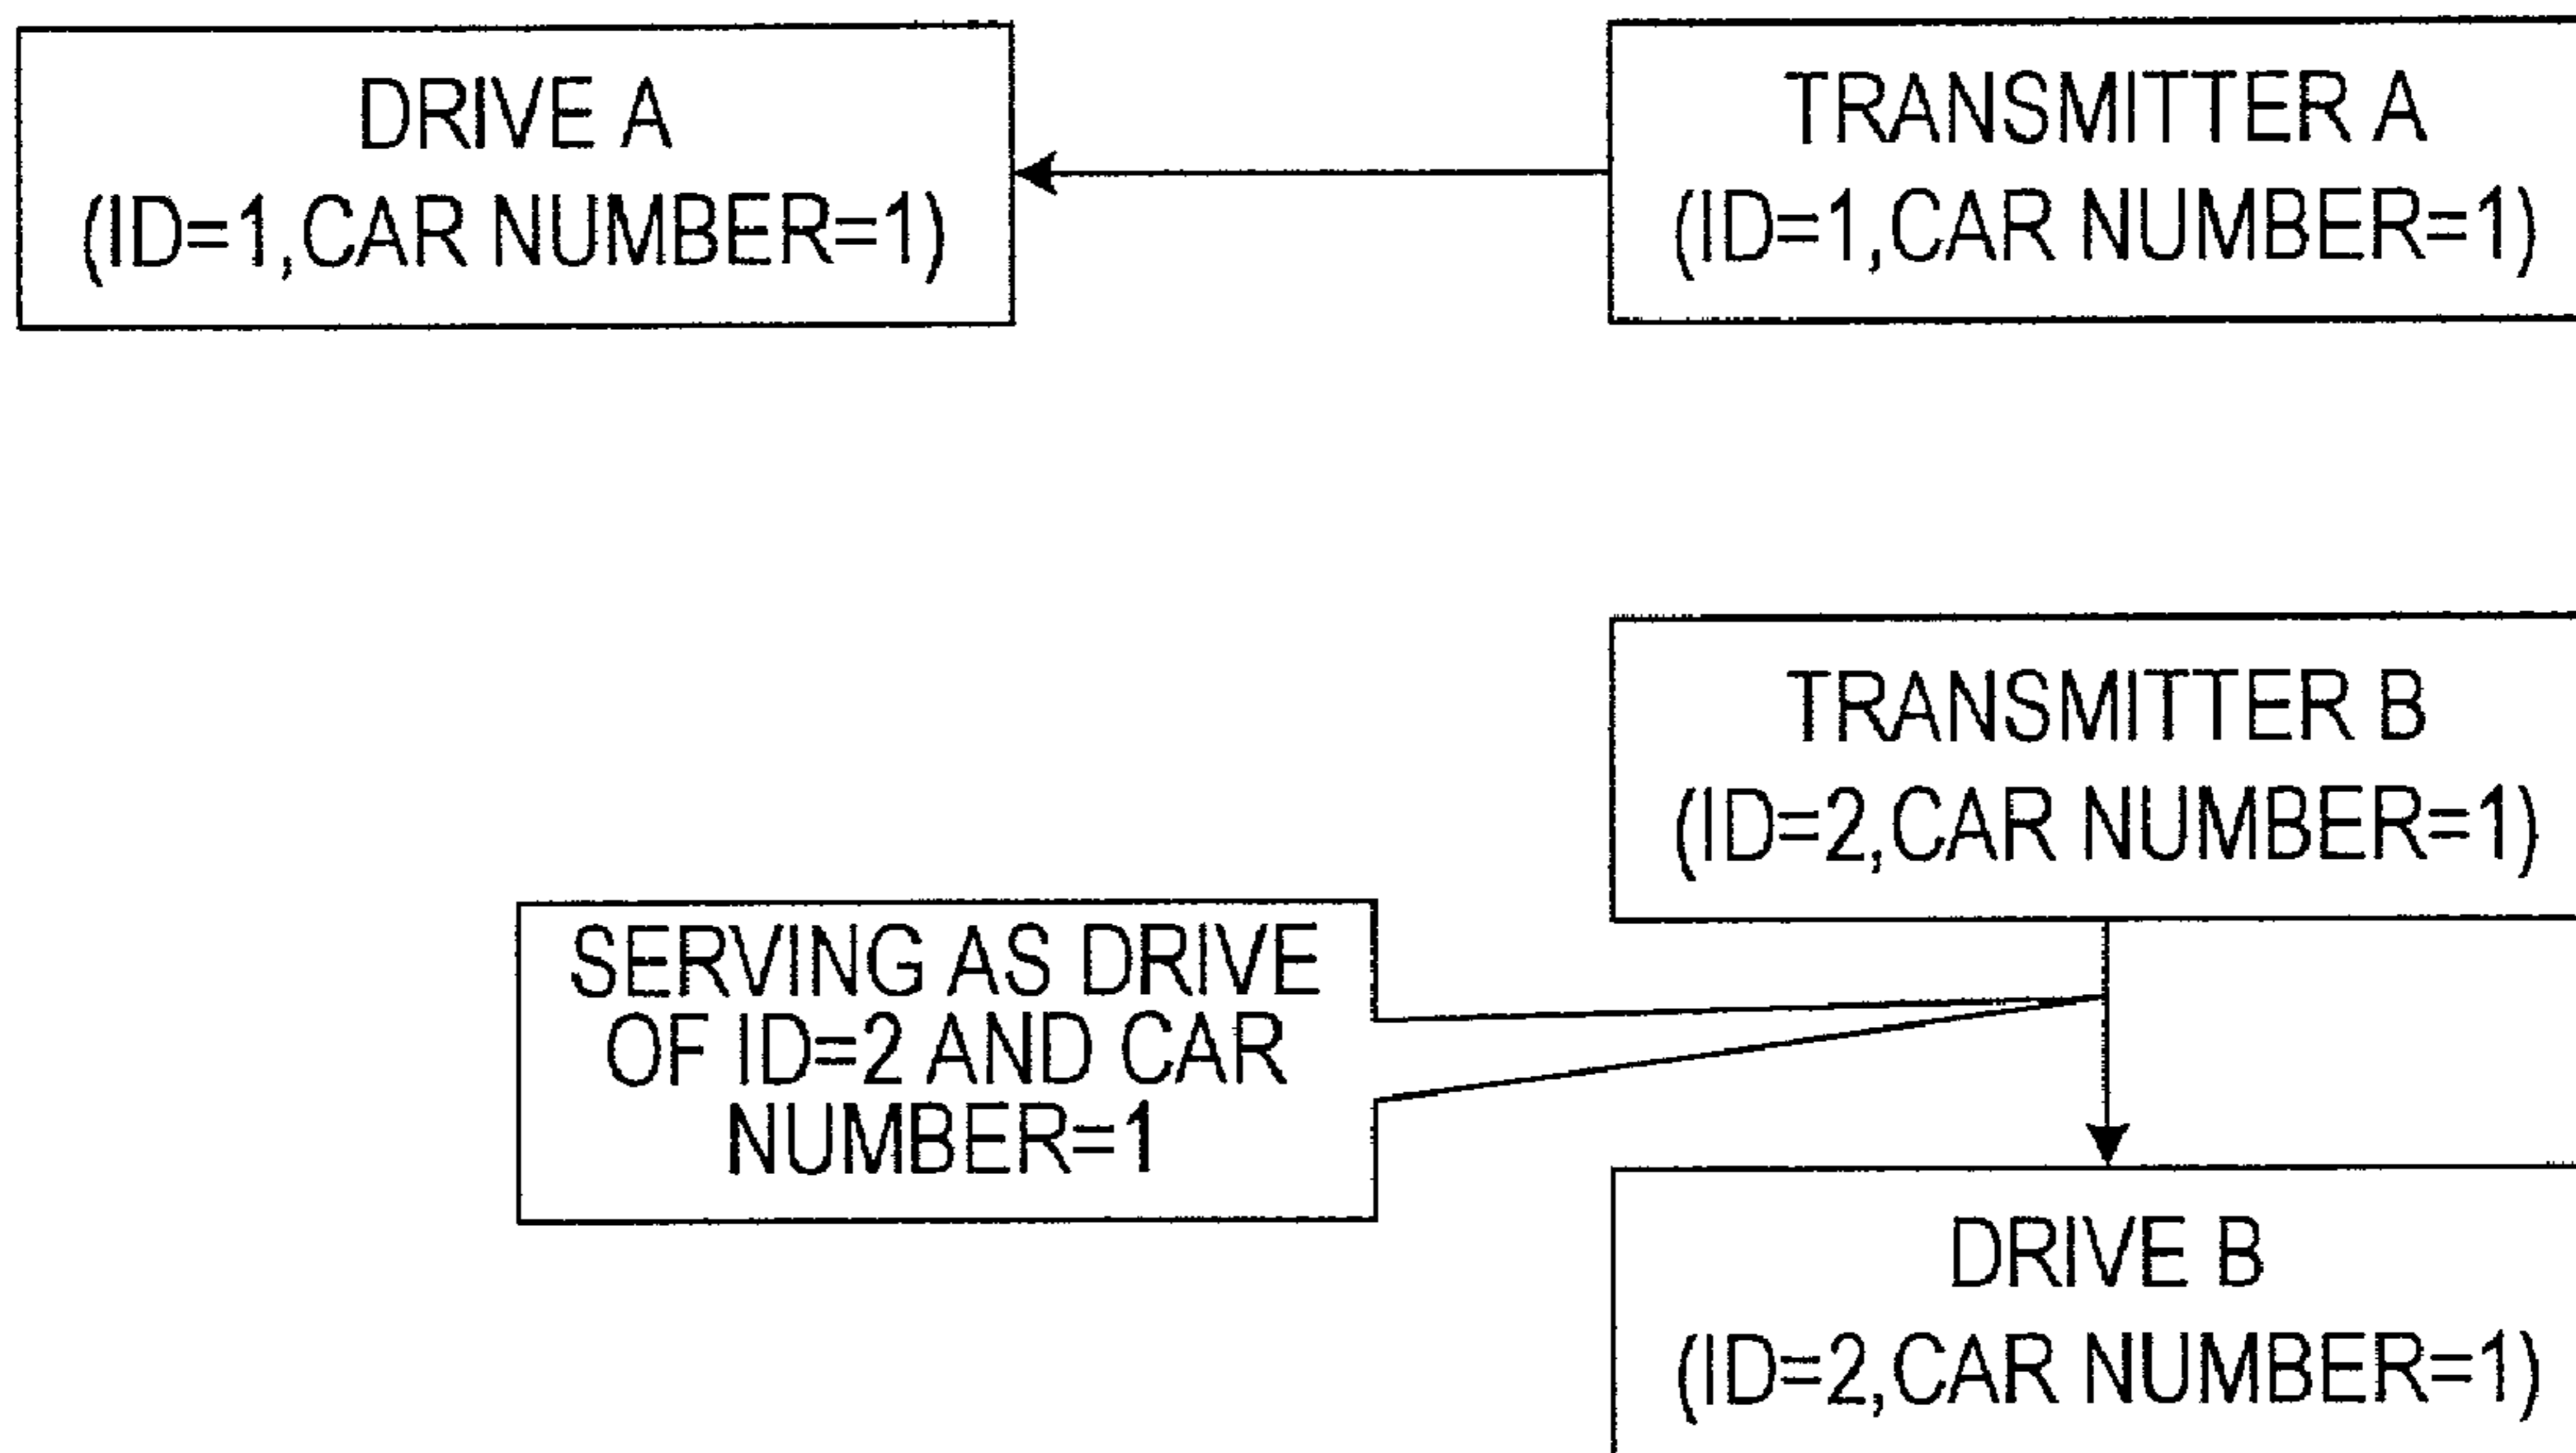 DRIVE A
(ID=1,CAR NUMBER=1)
TRANSMITTER A
(ID=1,CAR NUMBER=1)
TRANSMITTER B
(ID=2,CAR NUMBER=1)
SERVING AS DRIVE
OF ID=2 AND CAR
NUMBER=1
DRIVE B
(ID=2,CAR NUMBER=1)